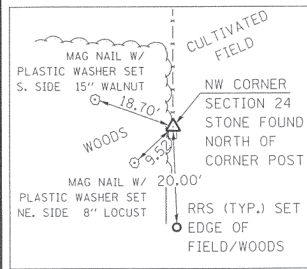 CULTIVATED
FIELD
MAG NAIL W/
PLASTIC WASHER SET
S. SIDE 15" WALNUT
18.70'
WOODS
9.52'
NW CORNER
SECTION 24
STONE FOUND
NORTH OF
CORNER POST
MAG NAIL W/
PLASTIC WASHER SET
NE. SIDE 8" LOCUST
20.00'
RRS (TYP.) SET
EDGE OF
FIELD/WOODS